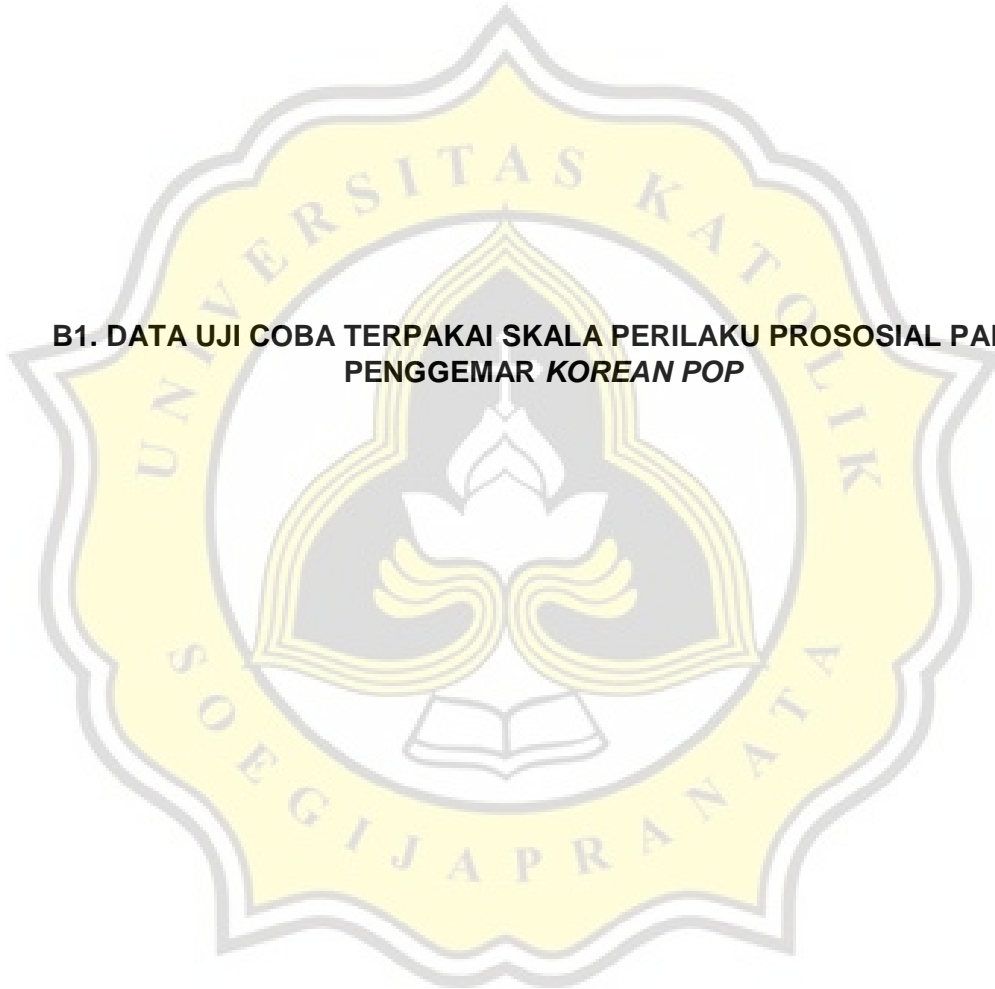 UNIVERSITAS KATOLIK
B1. DATA UJI COBA TERPAKAI SKALA PERILAKU PROSOSIAL
PENGGEMAR KOREAN POP
SOEGIJAPRANATA